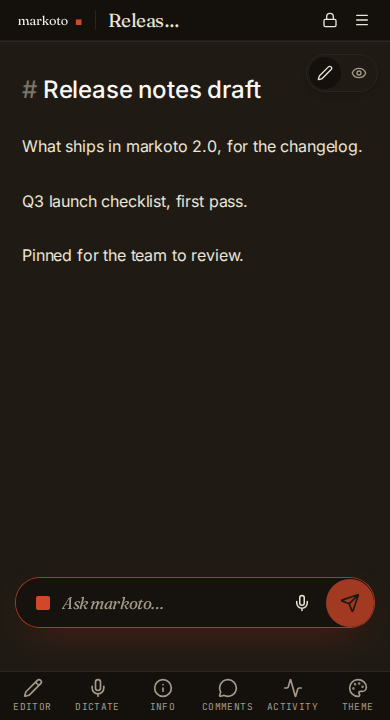 markoto
Releas...
# Release notes draft
What ships in markoto 2.0, for the changelog.
Q3 launch checklist, first pass.
Pinned for the team to review.
Ask markoto...
EDITOR
DICTATE
INFO
COMMENTS
ACTIVITY
THEME